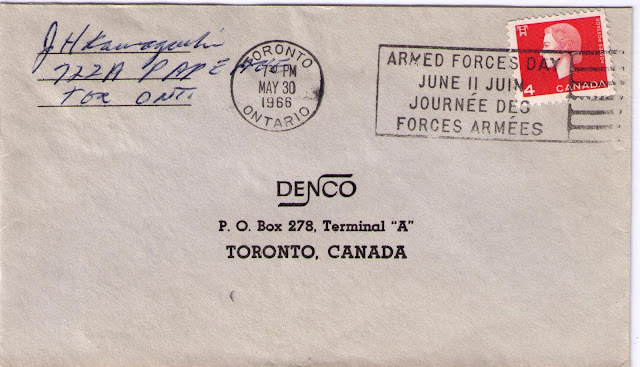 J H Kawaguchi
722A PAPE AVE
TOR ONT.
TORONTO
7 PM
MAY 30
1966
ONTARIO
ARMED FORCES DAY
JUNE 11 JUIN
JOURNÉE DES
FORCES ARMÉES
4 CANADA
POSTAGE POSTES
DENCO
P. O. Box 278, Terminal “A”
TORONTO, CANADA